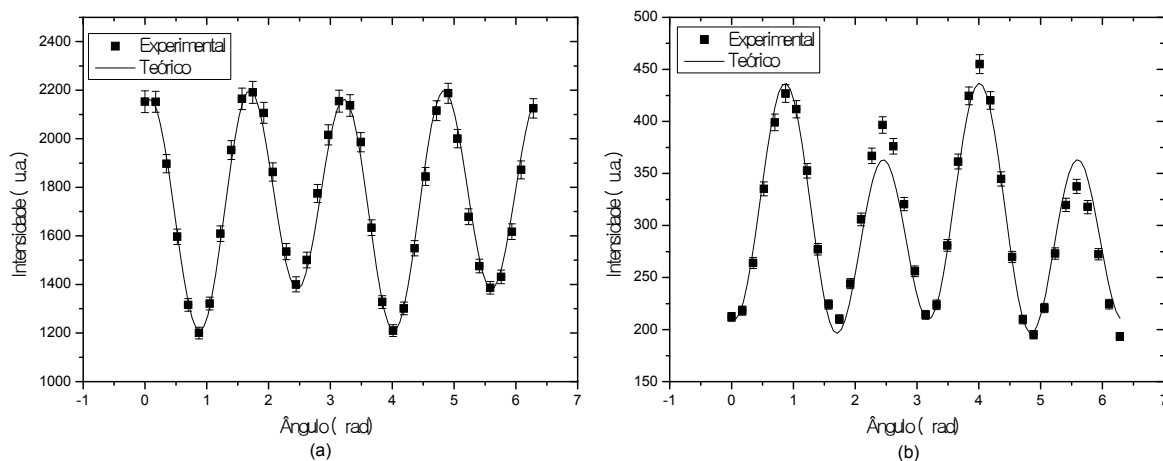 2400
2200
2000
1800
1600
1400
1200
1000
Intensidade ( u.a.)
Experimental
Teórico
-1 0 1 2 3 4 5 6 7
Ângulo ( rad)
(a)
500
450
400
350
300
250
200
150
Intensidade ( u.a.)
Experimental
Teórico
-1 0 1 2 3 4 5 6 7
Ângulo ( rad)
(b)